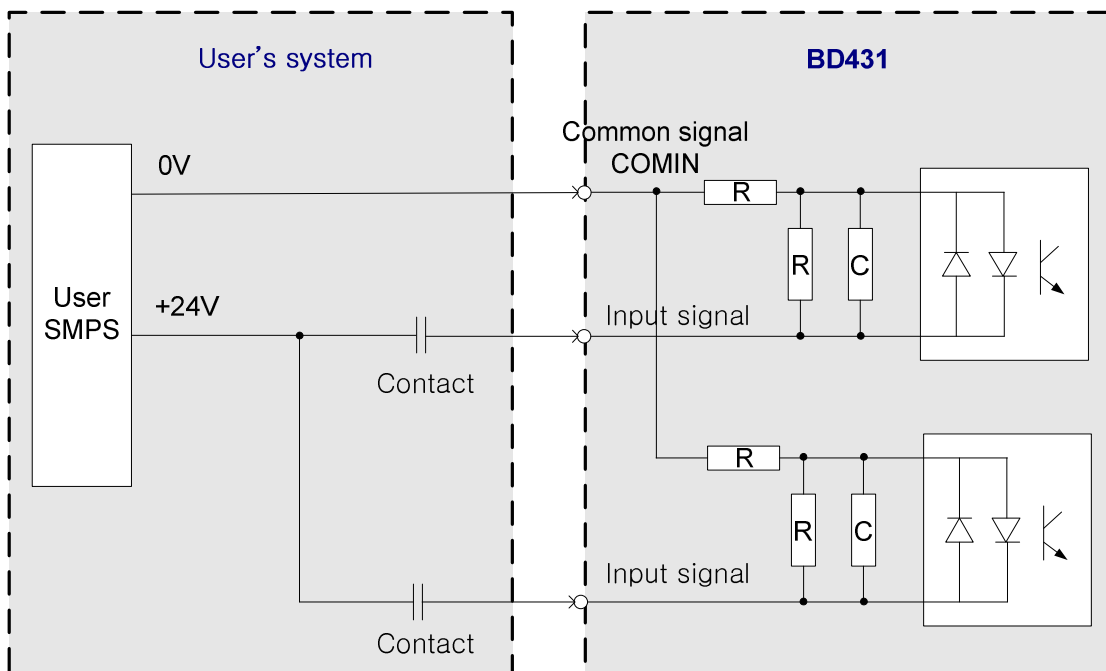 User's system
BD431
Common signal
COMIN
0V
R
R
C
User
SMPS
+24V
Input signal
Contact
R
R
C
Input signal
Contact